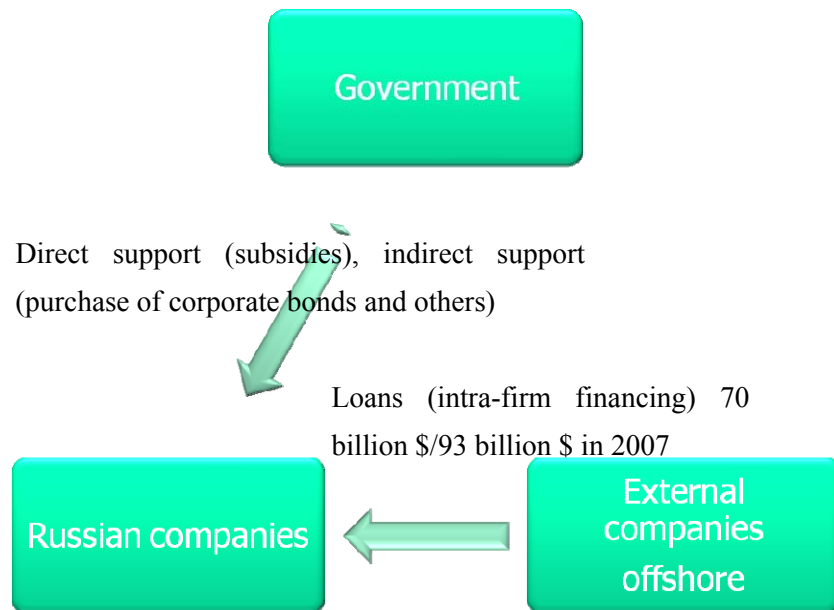 Government
Direct support (subsidies), indirect support
(purchase of corporate bonds and others)
Loans (intra-firm financing) 70
billion $/93 billion $ in 2007
Russian companies
External
companies
offshore